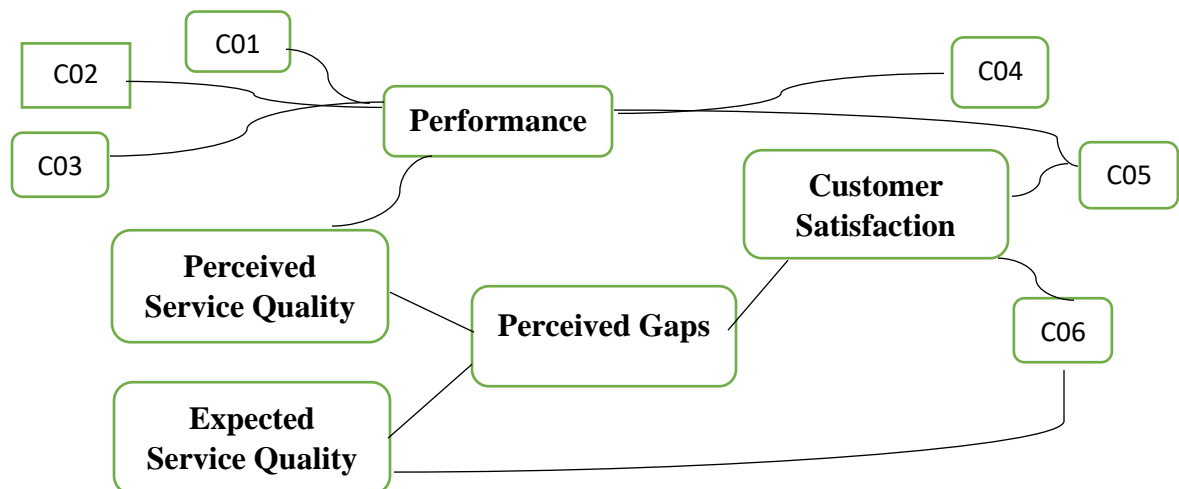 C01
C02
C04
Performance
C03
C05
Customer
Satisfaction
Perceived
Service Quality
Perceived Gaps
C06
Expected
Service Quality